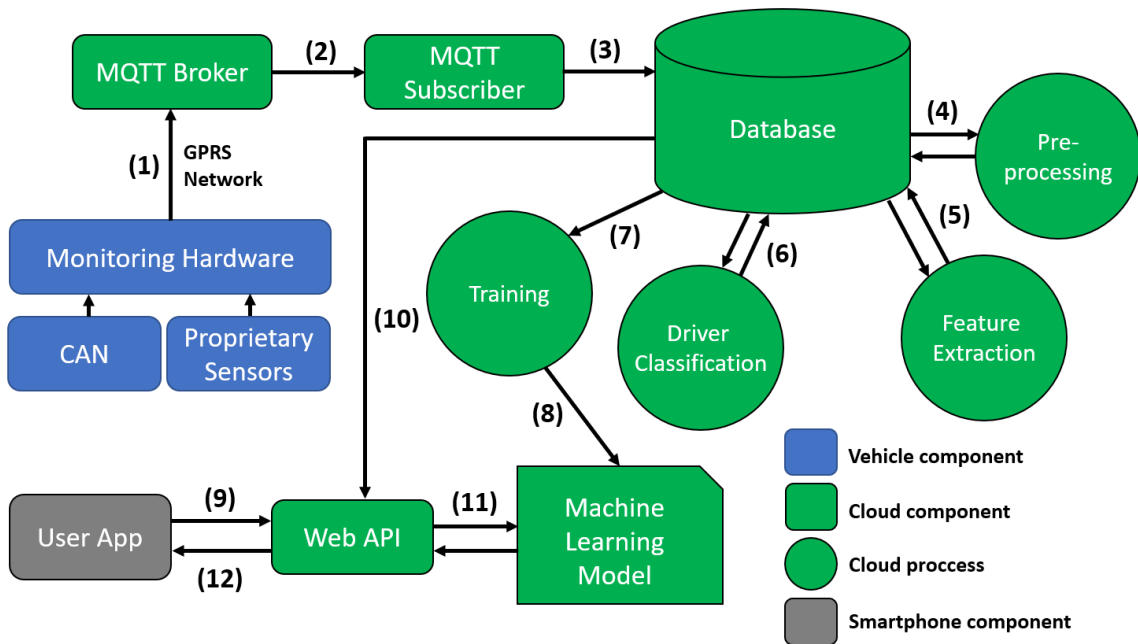 MQTT Broker
(2)
MQTT
Subscriber
(3)
Database
(4)
Pre-
processing
(1)
GPRS
Network
(5)
(6)
(7)
Monitoring Hardware
CAN
Proprietary
Sensors
(10)
Training
Driver
Classification
Feature
Extraction
(8)
User App
(9)
(12)
Web API
(11)
Machine
Learning
Model
Vehicle component
Cloud component
Cloud proccess
Smartphone component